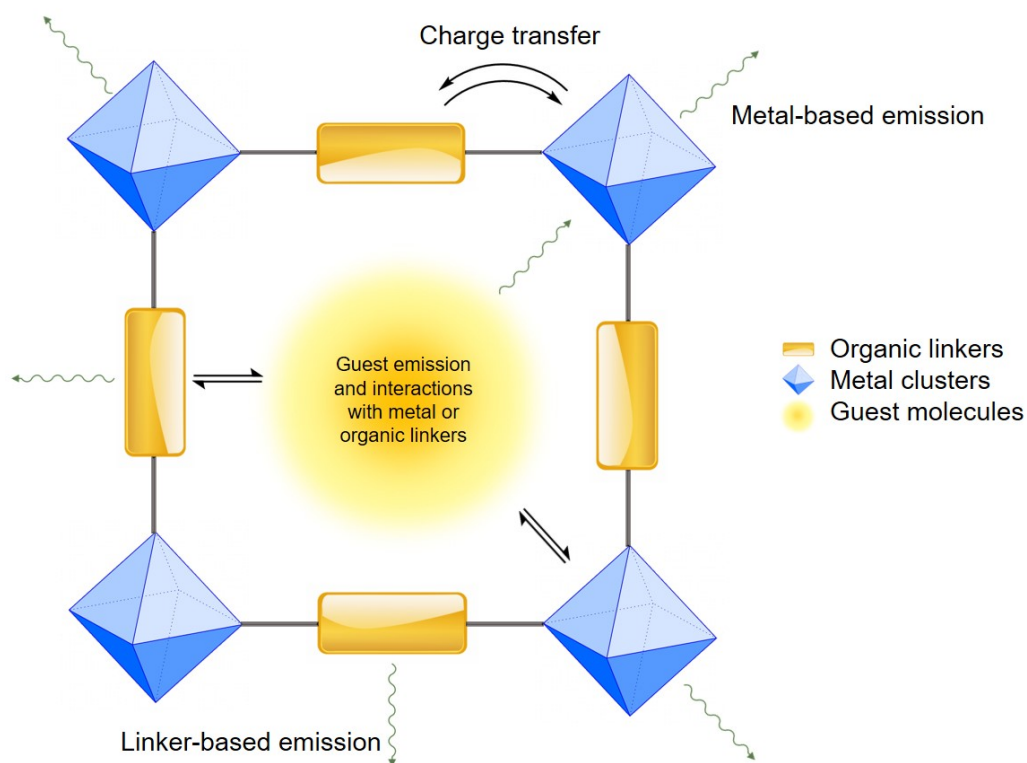 Charge transfer
Metal-based emission
Guest emission
and interactions
with metal or
organic linkers
Organic linkers
Metal clusters
Guest molecules
Linker-based emission